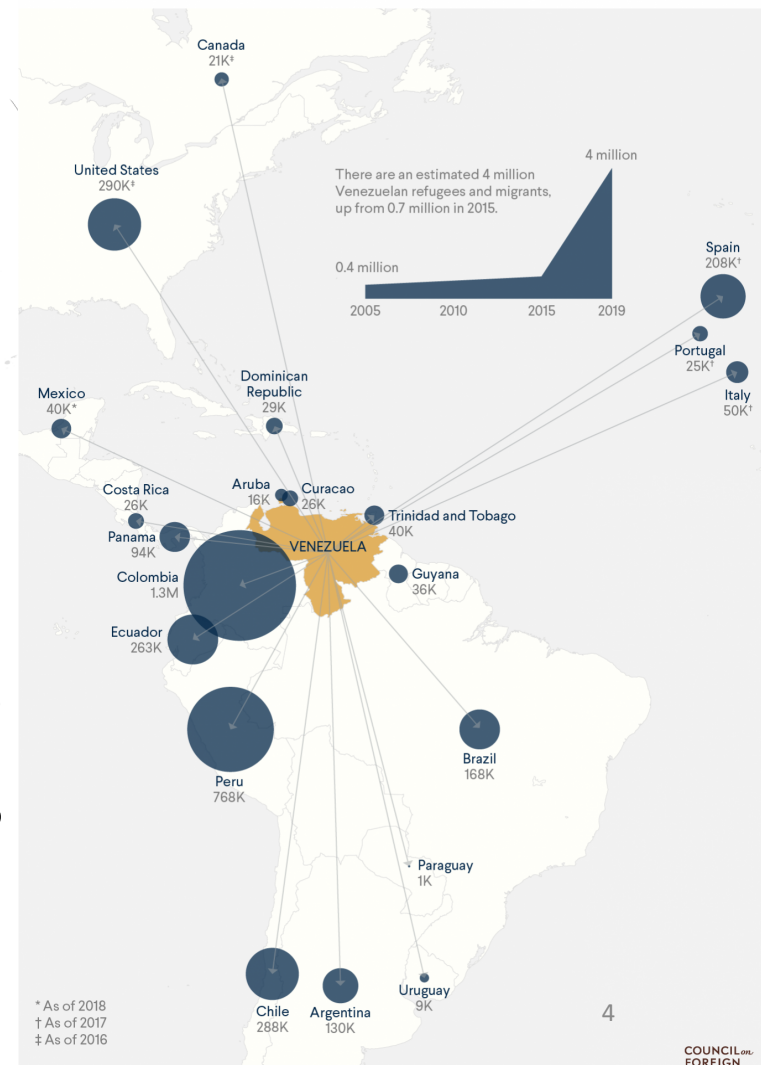 Canada
21K‡
United States
290K‡
There are an estimated 4 million
Venezuelan refugees and migrants,
up from 0.7 million in 2015.
4 million
0.4 million
2005
2010
2015
2019
Spain
208K†
Portugal
25K†
Italy
50K†
Mexico
40K*
Dominican
Republic
29K
Aruba
16K
Curacao
26K
Costa Rica
26K
Panama
94K
Trinidad and Tobago
40K
VENEZUELA
Colombia
1.3M
Guyana
36K
Ecuador
263K
Peru
768K
Brazil
168K
Paraguay
1K
Uruguay
9K
Chile
288K
Argentina
130K
* As of 2018
† As of 2017
‡ As of 2016
4
COUNCIL on
FOREIGN